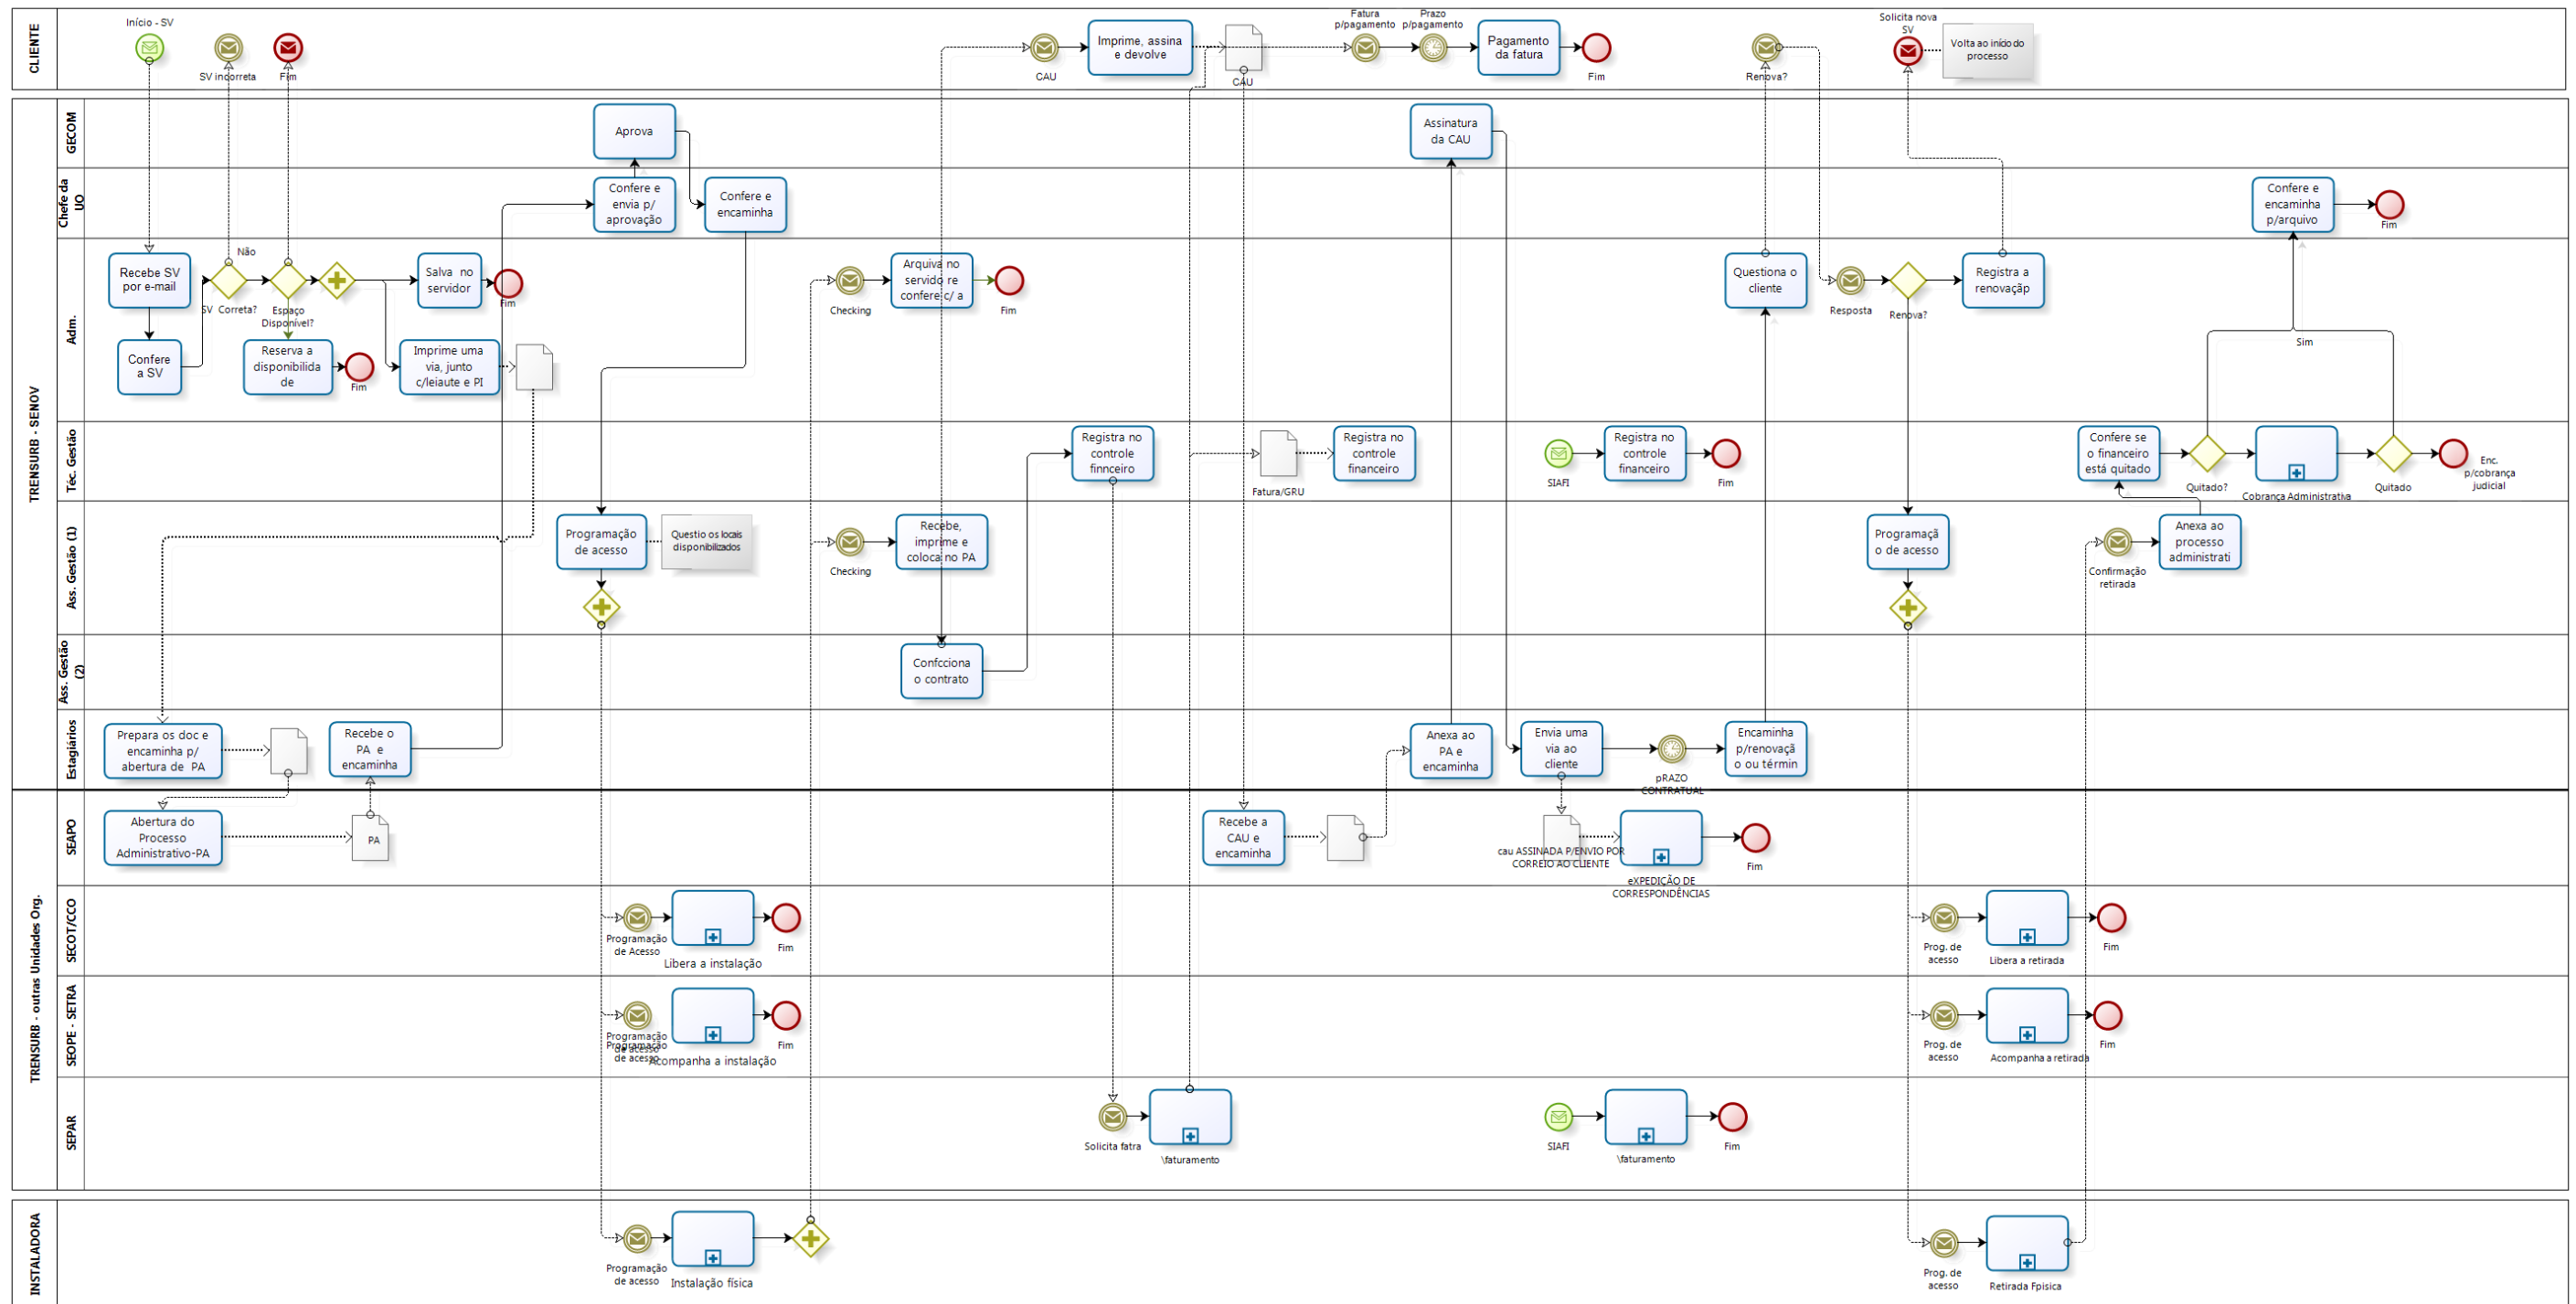 CLIENTE
Início - SV
SV incorreta
Fim
CAU
Imprime, assina
e devolve
CAU
Fatura
p/pagamento
Prazo
p/pagamento
Pagamento
da fatura
Fim
Renova?
Solicita nova
SV
Volta ao início do
processo
TRENSURB - SENOV
GECOM
Aprova
Assinatura
da CAU
Chefe da
UO
Confere e
envia p/
aprovação
Confere e
encaminha
Confere e
encaminha
p/arquivo
Fim
Adm.
Recebe SV
por e-mail
Confere
a SV
SV Correta?
Não
Espaço
Disponível?
Reserva a
disponibilida
de
Fim
Salva no
servidor
Fim
Imprime uma
via, junto
c/leiaute e PI
Checking
Arquiva no
servido re
confere c/ a
Fim
Questiona o
cliente
Resposta
Renova?
Registra a
renovaçãp
Sim
Téc. Gestão
Registra no
controle
finnceiro
Fatura/GRU
Registra no
controle
financeiro
SIAFI
Registra no
controle
financeiro
Fim
Confere se
o financeiro
está quitado
Quitado?
Cobrança Administrativa
Quitado
Enc.
p/cobrança
judicial
Ass. Gestão (1)
Programação
de acesso
Questio os locais
disponibilizados
Checking
Recebe,
imprime e
coloca no PA
Programaçã
o de acesso
Confirmação
retirada
Anexa ao
processo
administrati
Ass. Gestão
(2)
Confcciona
o contrato
Estagiários
Prepara os doc e
encaminha p/
abertura de PA
Recebe o
PA e
encaminha
Anexa ao
PA e
encaminha
Envia uma
via ao
cliente
pRAZO
CONTRATUAL
Encaminha
p/renovaçã
o ou términ
TRENSURB - outras Unidades Org.
SEAPO
Abertura do
Processo
Administrativo-PA
PA
Recebe a
CAU e
encaminha
cau ASSINADA P/ENVIO POR
CORREIO AO CLIENTE
eXPEDIÇÃO DE
CORRESPONDÊNCIAS
Fim
SECOT/CCO
Programação
de Acesso
Libera a instalação
Fim
Prog. de
acesso
Libera a retirada
Fim
SEOPE - SETRA
Programação
de acesso
Programação
de acesso
Acompanha a instalação
Fim
Prog. de
acesso
Acompanha a retirada
Fim
SEPAR
Solicita fatra
\faturamento
SIAFI
\faturamento
Fim
INSTALADORA
Programação
de acesso
Instalação física
Prog. de
acesso
Retirada Fpisica